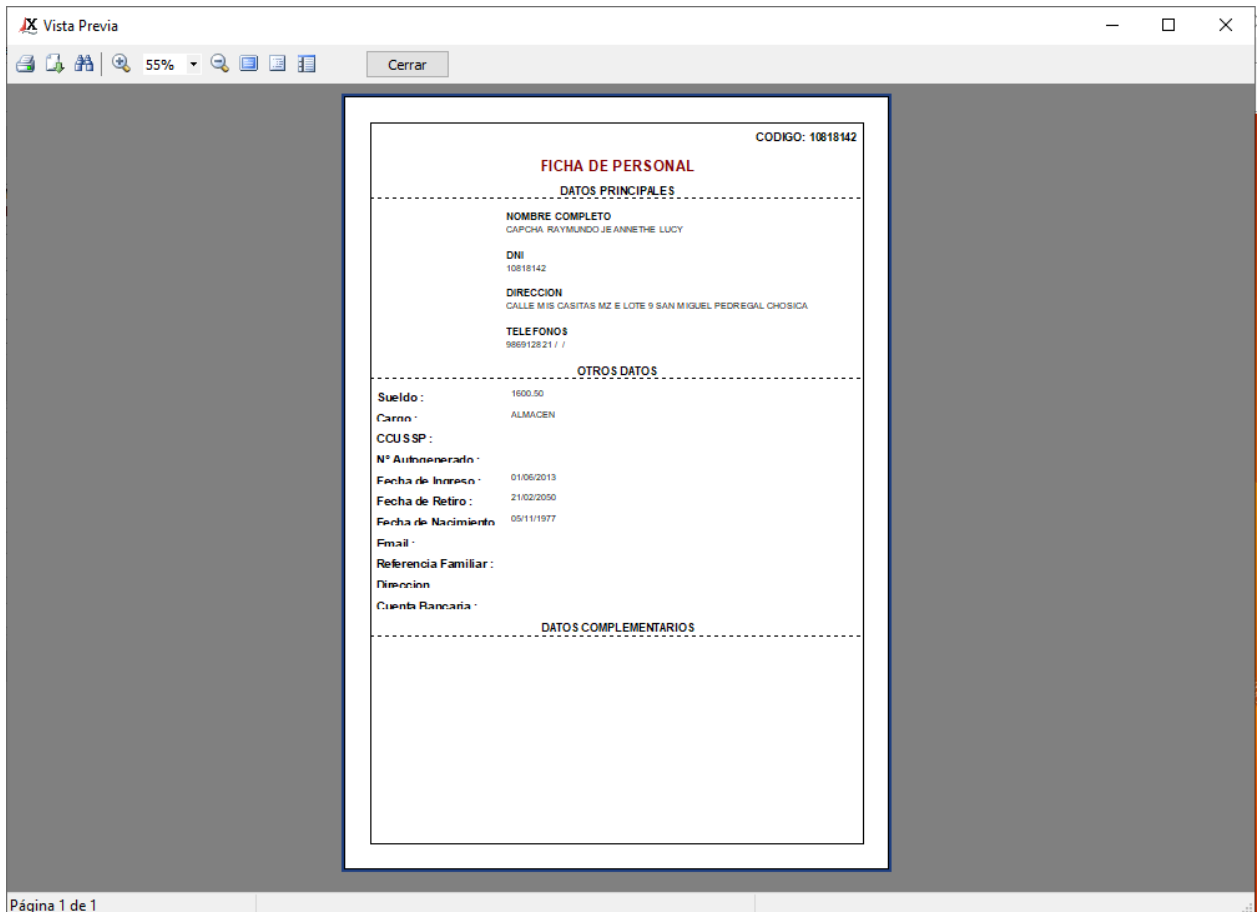 Vista Previa
55%
Cerrar
CODIGO: 10818142
FICHA DE PERSONAL
DATOS PRINCIPALES
NOMBRE COMPLETO
CAPCHA RAYMUNDO JEANNETHE LUCY
DNI
10818142
DIRECCION
CALLE MIS CASITAS MZ E LOTE 9 SAN MIGUEL PEDREGAL CHOSICA
TELEFONOS
986912821 / /
OTROS DATOS
Sueldo : 1600.50
Cargo : ALMACEN
CCUSSP :
Nº Autogenerado :
Fecha de Ingreso : 01/06/2013
Fecha de Retiro : 21/02/2050
Fecha de Nacimiento 05/11/1977
Email :
Referencia Familiar :
Direccion
Cuenta Bancaria :
DATOS COMPLEMENTARIOS
Página 1 de 1